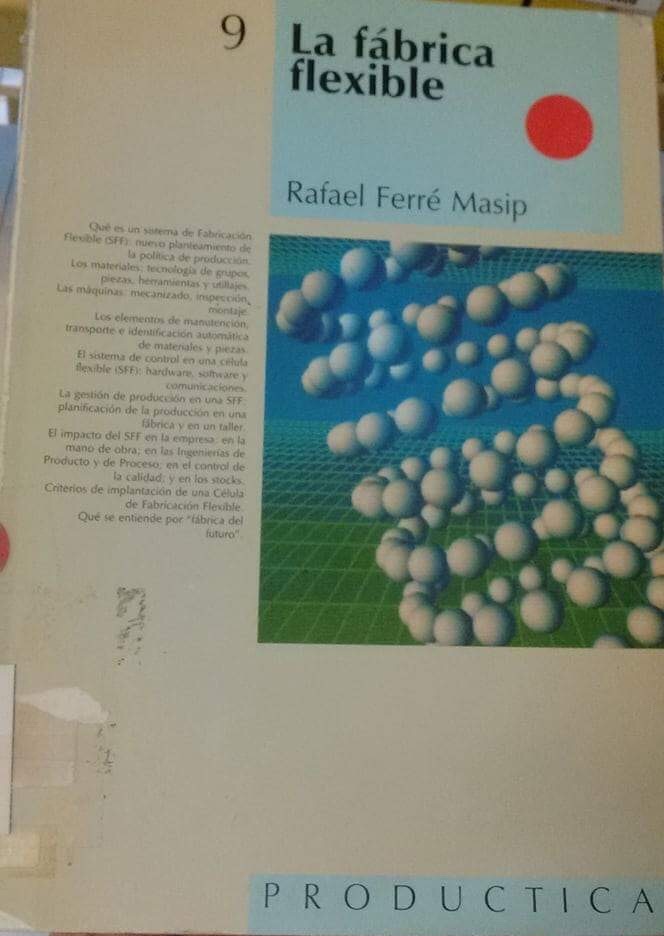 9
La fábrica
flexible
Rafael Ferré Masip
Qué es un sistema de Fabricación
Flexible (SFF): nuevo planteamiento de
la política de producción.
Los materiales: tecnología de grupos,
piezas, herramientas y utillajes.
Las máquinas: mecanizado, inspección,
montaje.
Los elementos de manutención,
transporte e identificación automática
de materiales y piezas.
El sistema de control en una célula
flexible (SFF): hardware, software y
comunicaciones.
La gestión de producción en una SFF:
planificación de la producción en una
fábrica y en un taller.
El impacto del SFF en la empresa: en la
mano de obra; en las Ingenierías de
Producto y de Proceso; en el control de
la calidad; y en los stocks.
Criterios de implantación de una Célula
de Fabricación Flexible.
Qué se entiende por "fábrica del
futuro".
PRODUCTICA